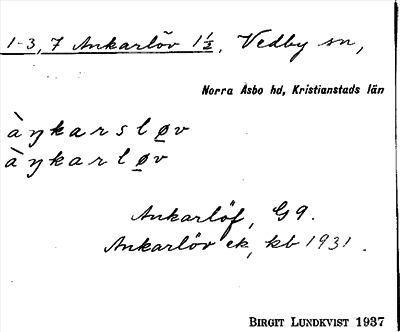 1-3, 7 Ankarlöv 1½, Vedby sn,
Norra Åsbo hd, Kristianstads län
àŋkarsløv
àŋkarløv
Ankarlöf, G9.
Ankarlöv ek, kb 1931.
BIRGIT LUNDKVIST 1937